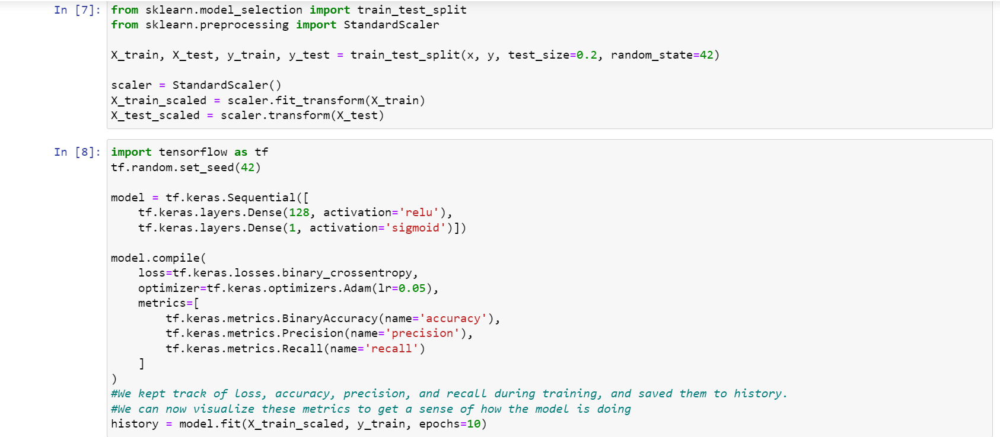 In [7]: from sklearn.model_selection import train_test_split
from sklearn.preprocessing import StandardScaler
X_train, X_test, y_train, y_test = train_test_split(x, y, test_size=0.2, random_state=42)
scaler = StandardScaler()
X_train_scaled = scaler.fit_transform(X_train)
X_test_scaled = scaler.transform(X_test)
In [8]: import tensorflow as tf
tf.random.set_seed(42)
model = tf.keras.Sequential([
    tf.keras.layers.Dense(128, activation='relu'),
    tf.keras.layers.Dense(1, activation='sigmoid')])
model.compile(
    loss=tf.keras.losses.binary_crossentropy,
    optimizer=tf.keras.optimizers.Adam(lr=0.05),
    metrics=[
        tf.keras.metrics.BinaryAccuracy(name='accuracy'),
        tf.keras.metrics.Precision(name='precision'),
        tf.keras.metrics.Recall(name='recall')
    ]
)
#We kept track of loss, accuracy, precision, and recall during training, and saved them to history.
#We can now visualize these metrics to get a sense of how the model is doing
history = model.fit(X_train_scaled, y_train, epochs=10)